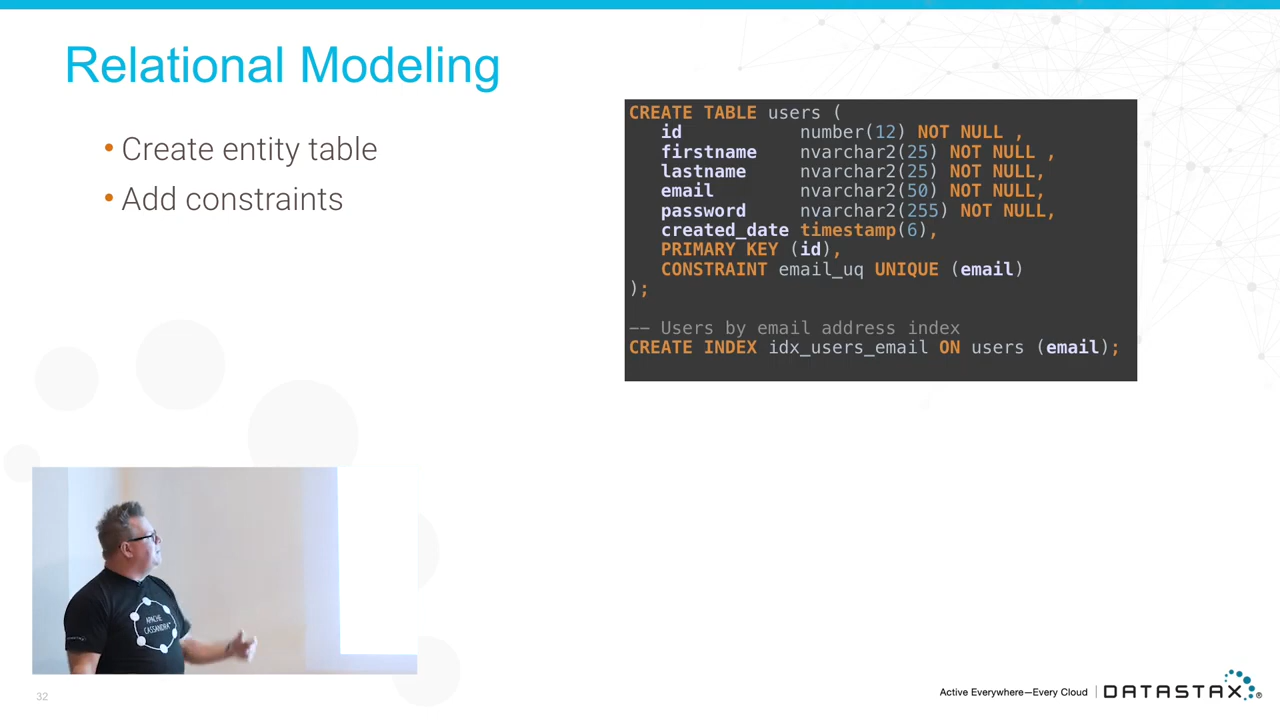 Relational Modeling
• Create entity table
• Add constraints
CREATE TABLE users (
id number(12) NOT NULL ,
firstname nvarchar2(25) NOT NULL ,
lastname nvarchar2(25) NOT NULL,
email nvarchar2(50) NOT NULL,
password nvarchar2(255) NOT NULL,
created_date timestamp(6),
PRIMARY KEY (id),
CONSTRAINT email_uq UNIQUE (email)
);
-- Users by email address index
CREATE INDEX idx_users_email ON users (email);
APACHE
CASSANDRA
32
Active Everywhere—Every Cloud | DATASTAX®